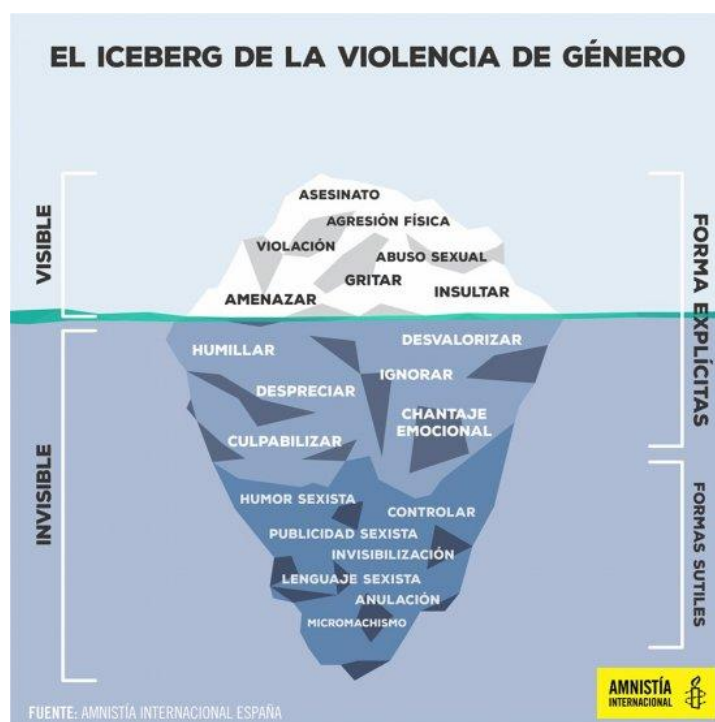 EL ICEBERG DE LA VIOLENCIA DE GÉNERO
VISIBLE
ASESINATO
AGRESIÓN FÍSICA
VIOLACIÓN
ABUSO SEXUAL
GRITAR
AMENAZAR
INSULTAR
FORMA EXPLÍCITAS
INVISIBLE
HUMILLAR
DESVALORIZAR
IGNORAR
DESPRECIAR
CHANTAJE
EMOCIONAL
CULPABILIZAR
HUMOR SEXISTA
CONTROLAR
PUBLICIDAD SEXISTA
INVISIBILIZACIÓN
LENGUAJE SEXISTA
ANULACIÓN
MICROMACHISMO
FORMAS SUTILES
FUENTE: AMNISTÍA INTERNACIONAL ESPAÑA
AMNISTÍA
INTERNACIONAL